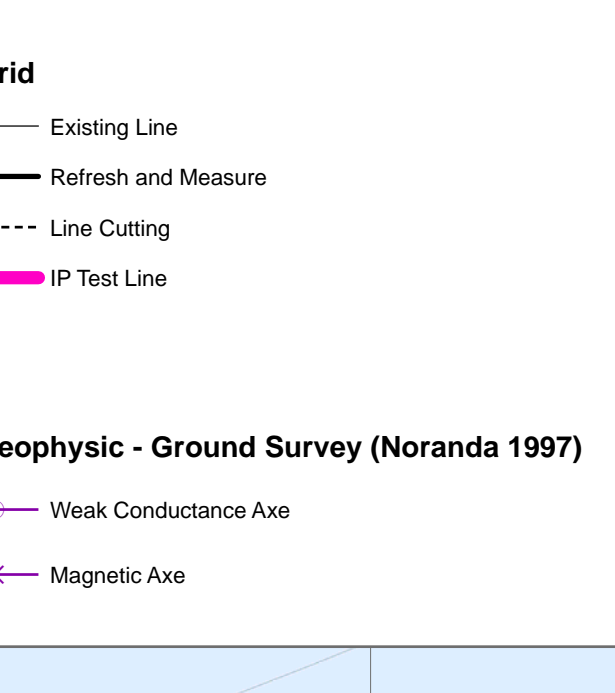 rid
Existing Line
Refresh and Measure
Line Cutting
IP Test Line
eophysic - Ground Survey (Noranda 1997)
Weak Conductance Axe
Magnetic Axe